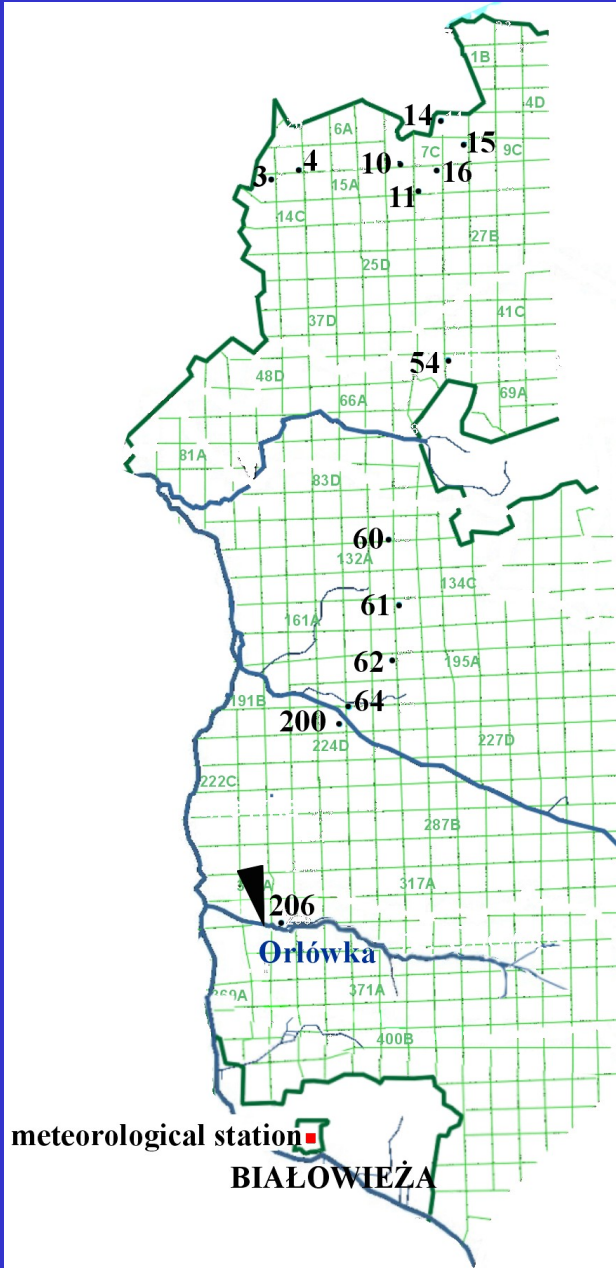 1B
4D
14
6A
15
7C
9C
10
4
16
3
15A
11
14C
27B
25D
41C
37D
54
48D
69A
66A
81A
83D
60
132A
134C
61
161A
62
195A
191B
64
200
224D
227D
222C
287B
317A
206
Orłówka
371A
400B
meteorological station
BIAŁOWIEŻA